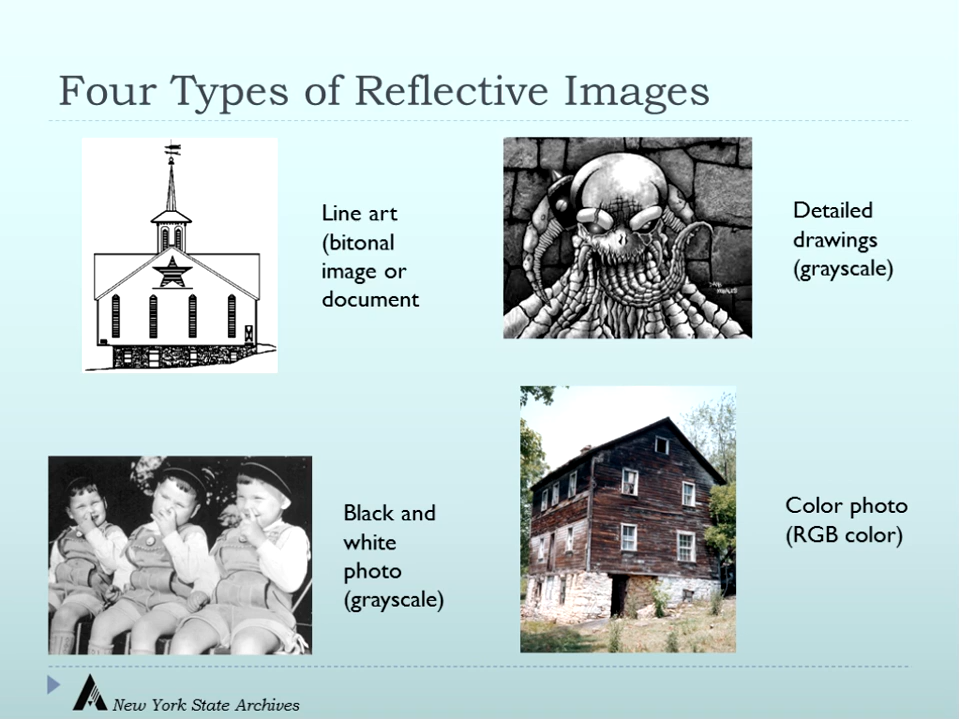 Four Types of Reflective Images
Line art
(bitonal
image or
document
Detailed
drawings
(grayscale)
Black and
white
photo
(grayscale)
Color photo
(RGB color)
New York State Archives